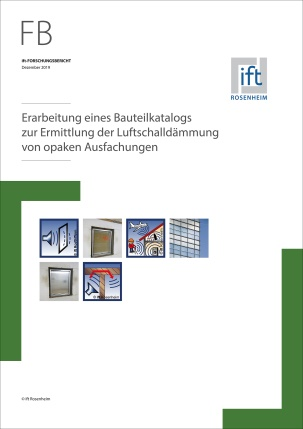 FB
ift-FORSCHUNGSBERICHT
Dezember 2019
ift
ROSENHEIM
Erarbeitung eines Bauteilkatalogs
zur Ermittlung der Luftschalldämmung
von opaken Ausfachungen
© ift Rosenheim